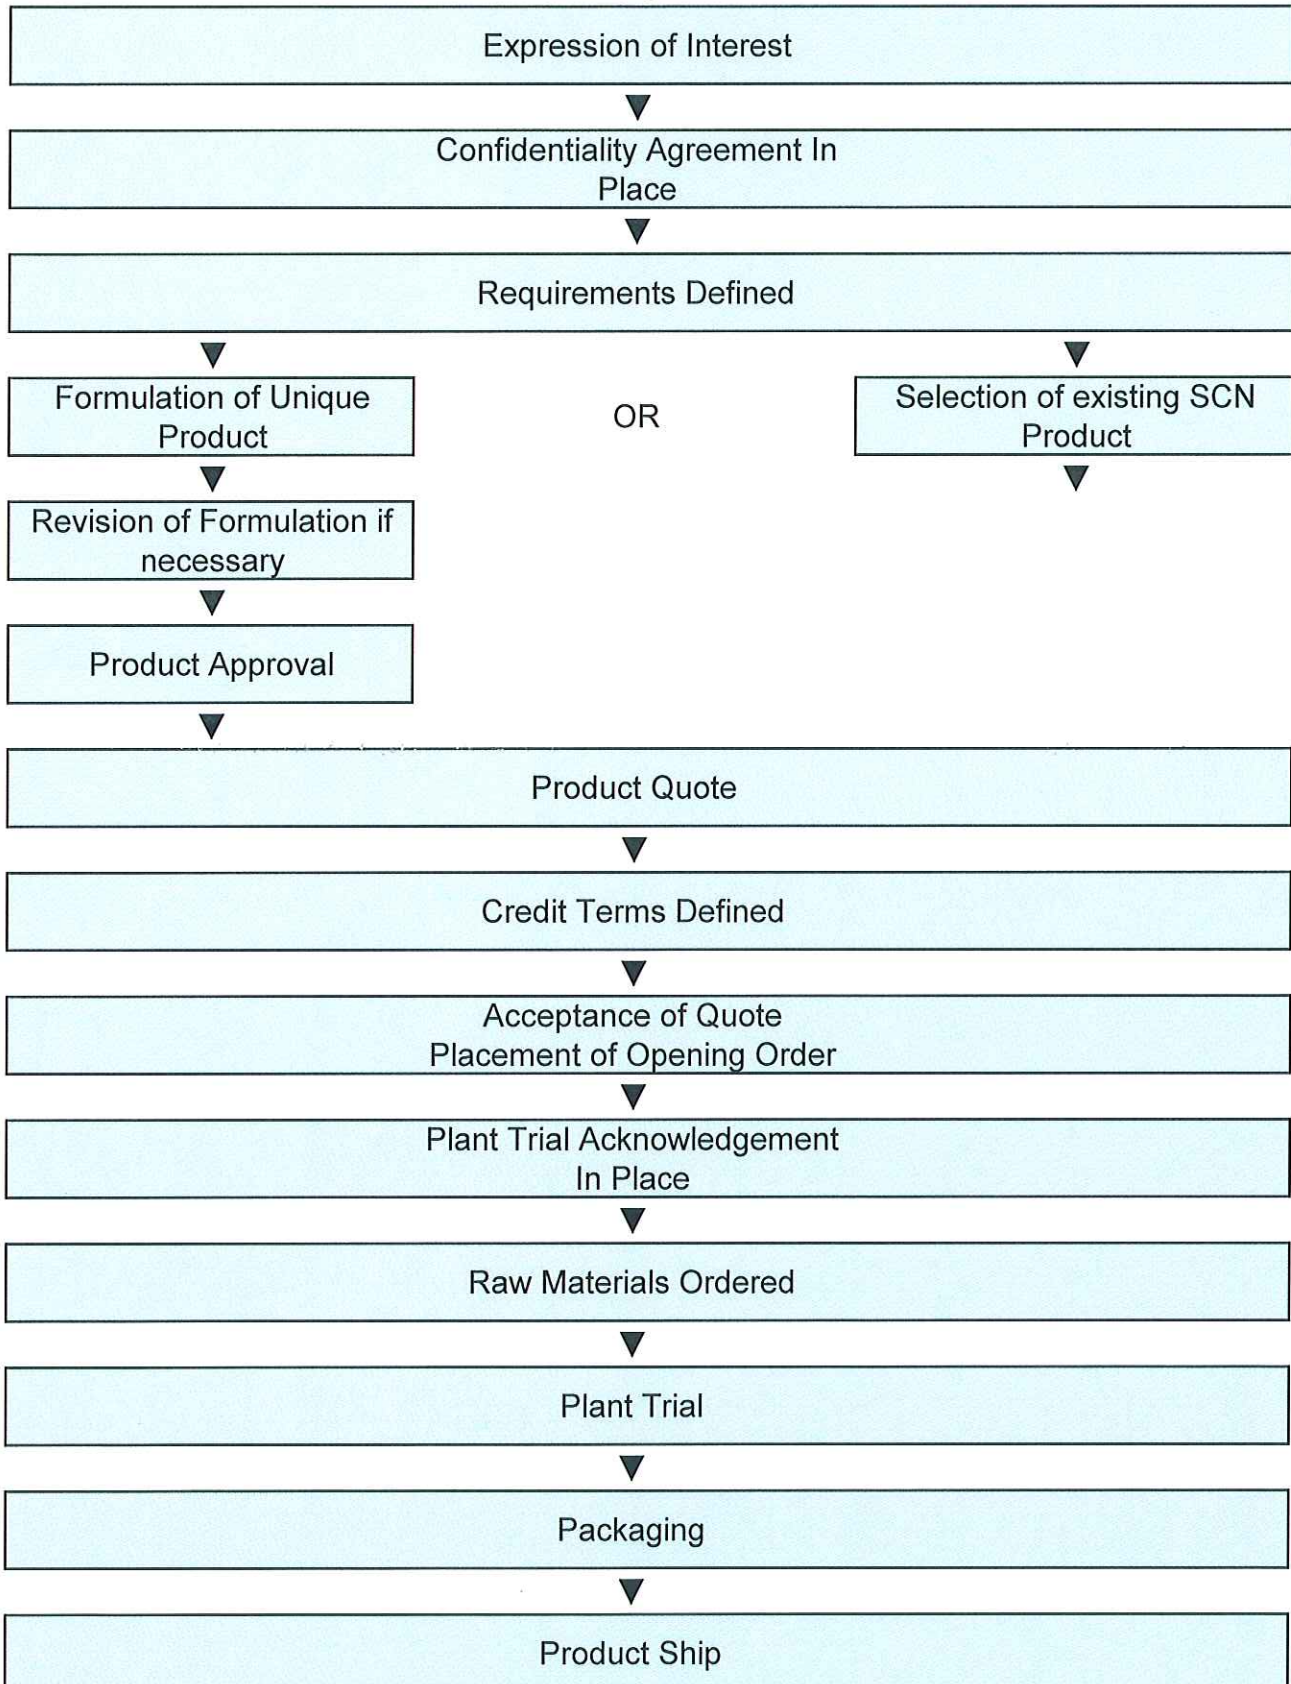 Expression of Interest
Confidentiality Agreement In
Place
Requirements Defined
Formulation of Unique
Product
OR
Selection of existing SCN
Product
Revision of Formulation if
necessary
Product Approval
Product Quote
Credit Terms Defined
Acceptance of Quote
Placement of Opening Order
Plant Trial Acknowledgement
In Place
Raw Materials Ordered
Plant Trial
Packaging
Product Ship